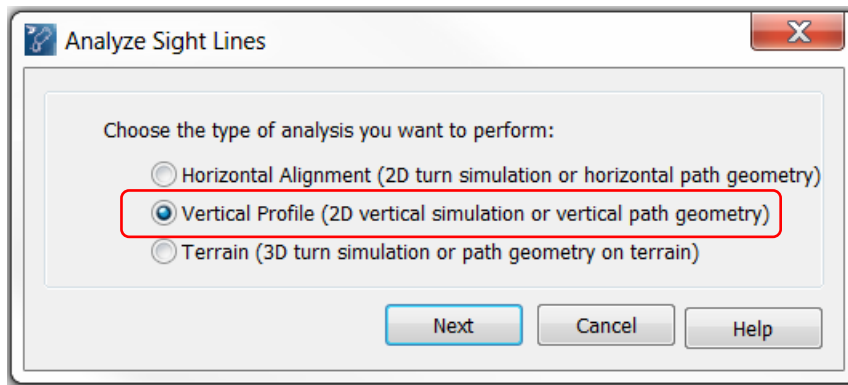 Analyze Sight Lines
X
Choose the type of analysis you want to perform:
Horizontal Alignment (2D turn simulation or horizontal path geometry)
Vertical Profile (2D vertical simulation or vertical path geometry)
Terrain (3D turn simulation or path geometry on terrain)
Next Cancel Help